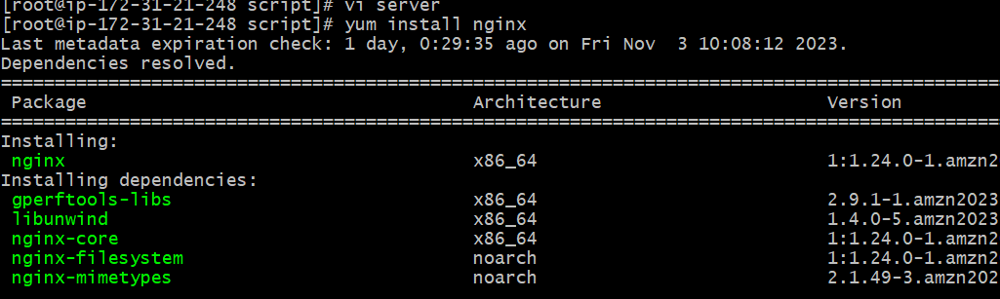 [root@ip-172-31-21-248 script]# vi server
[root@ip-172-31-21-248 script]# yum install nginx
Last metadata expiration check: 1 day, 0:29:35 ago on Fri Nov  3 10:08:12 2023.
Dependencies resolved.
================================================================================================
 Package                                    Architecture                     Version
================================================================================================
Installing:
 nginx                                      x86_64                           1:1.24.0-1.amzn2
Installing dependencies:
 gperftools-libs                            x86_64                           2.9.1-1.amzn2023
 libunwind                                  x86_64                           1.4.0-5.amzn2023
 nginx-core                                 x86_64                           1:1.24.0-1.amzn2
 nginx-filesystem                           noarch                           1:1.24.0-1.amzn2
 nginx-mimetypes                            noarch                           2.1.49-3.amzn202